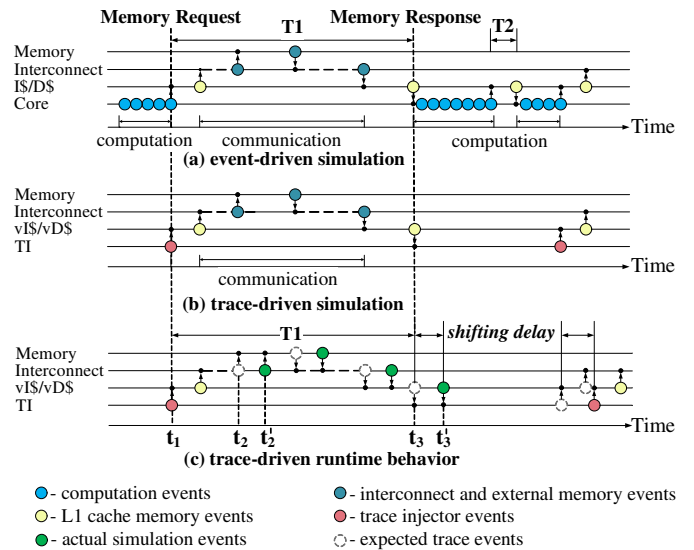 Memory Request
Memory Response
T1
T2
Memory
Interconnect
I$/D$
Core
Time
computation
communication
computation
(a) event-driven simulation
Memory
Interconnect
vI$/vD$
TI
Time
communication
(b) trace-driven simulation
T1
shifting delay
Memory
Interconnect
vI$/vD$
TI
Time
t1 t2 t2' t3 t3'
(c) trace-driven runtime behavior
- computation events
- interconnect and external memory events
- L1 cache memory events
- trace injector events
- actual simulation events
- expected trace events